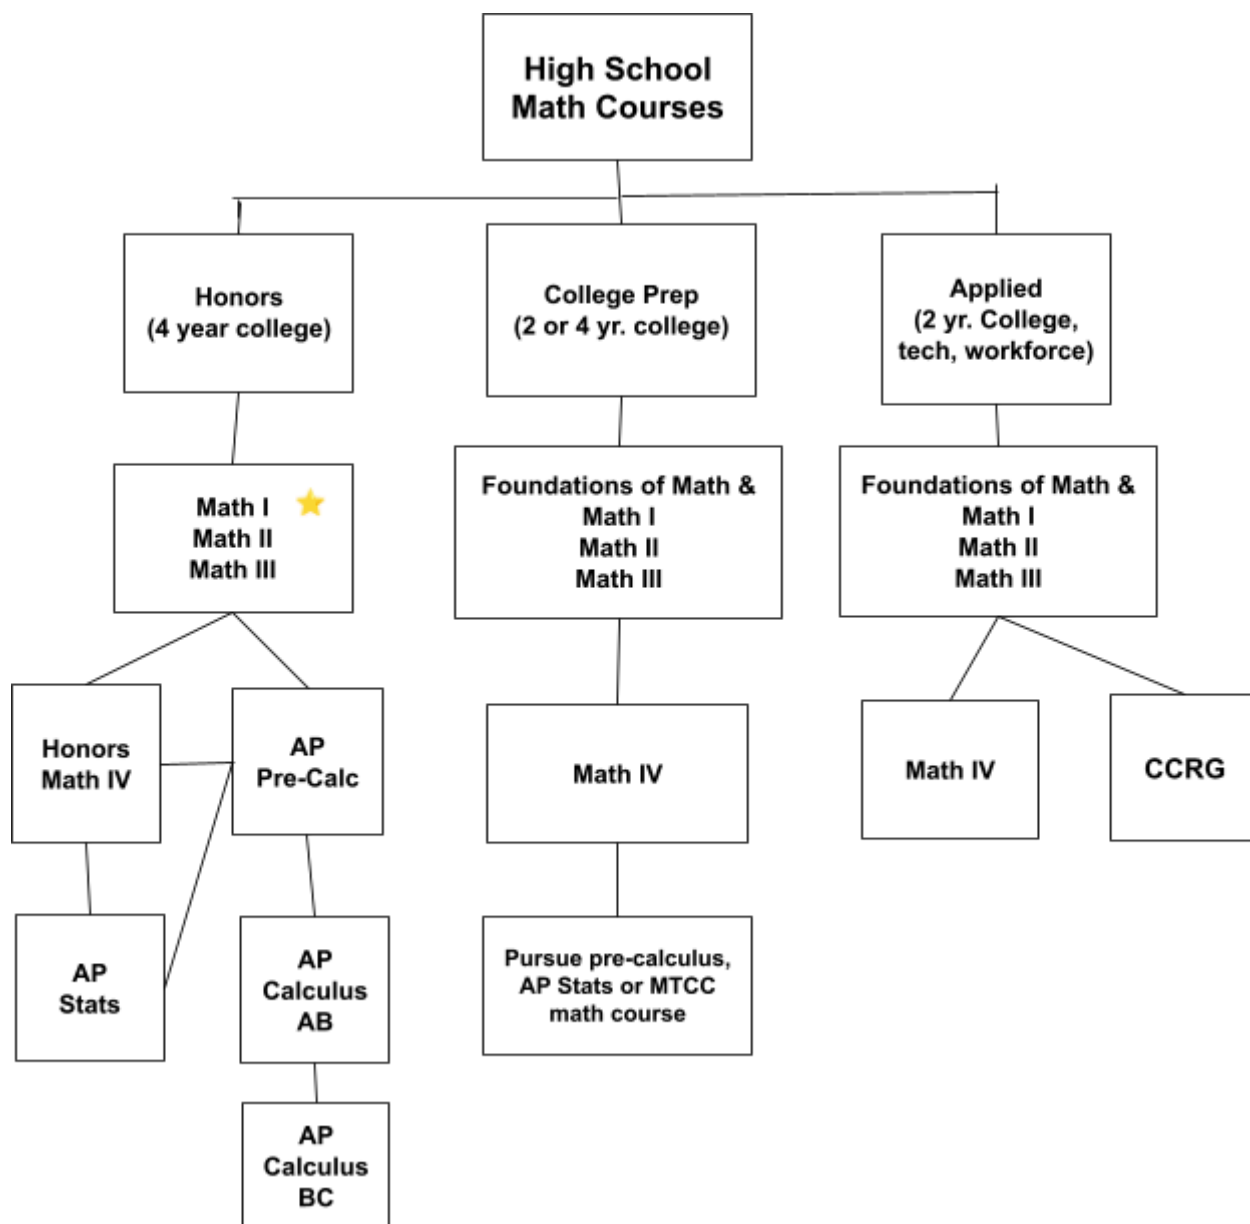 High School
Math Courses
Honors
(4 year college)
College Prep
(2 or 4 yr. college)
Applied
(2 yr. College,
tech, workforce)
Math I
Math II
Math III
Foundations of Math &
Math I
Math II
Math III
Foundations of Math &
Math I
Math II
Math III
Honors
Math IV
AP
Pre-Calc
Math IV
Math IV
CCRG
AP
Stats
AP
Calculus
AB
Pursue pre-calculus,
AP Stats or MTCC
math course
AP
Calculus
BC